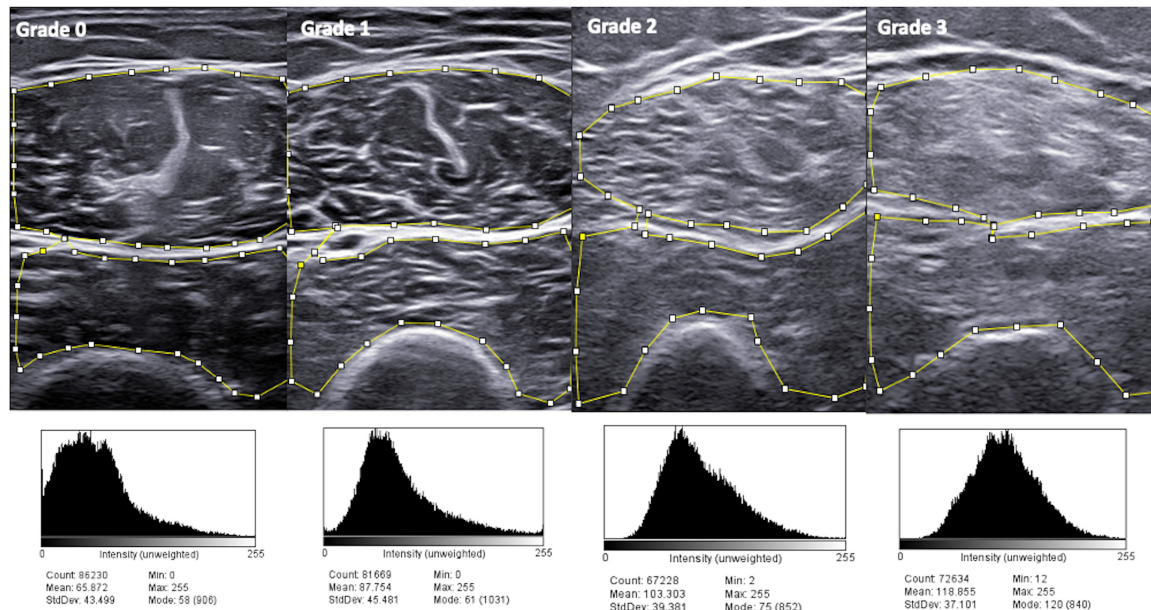 Grade 0
Grade 1
Grade 2
Grade 3
0
Intensity (unweighted)
255
Count: 86230 Min: 0
Mean: 65.872 Max: 255
StdDev: 43.499 Mode: 58 (906)
0
Intensity (unweighted)
255
Count: 81669 Min: 0
Mean: 87.754 Max: 255
StdDev: 45.481 Mode: 61 (1031)
0
Intensity (unweighted)
255
Count: 67228 Min: 2
Mean: 103.303 Max: 255
StdDev: 39.381 Mode: 75 (852)
0
Intensity (unweighted)
255
Count: 72634 Min: 12
Mean: 118.855 Max: 255
StdDev: 37.101 Mode: 120 (840)